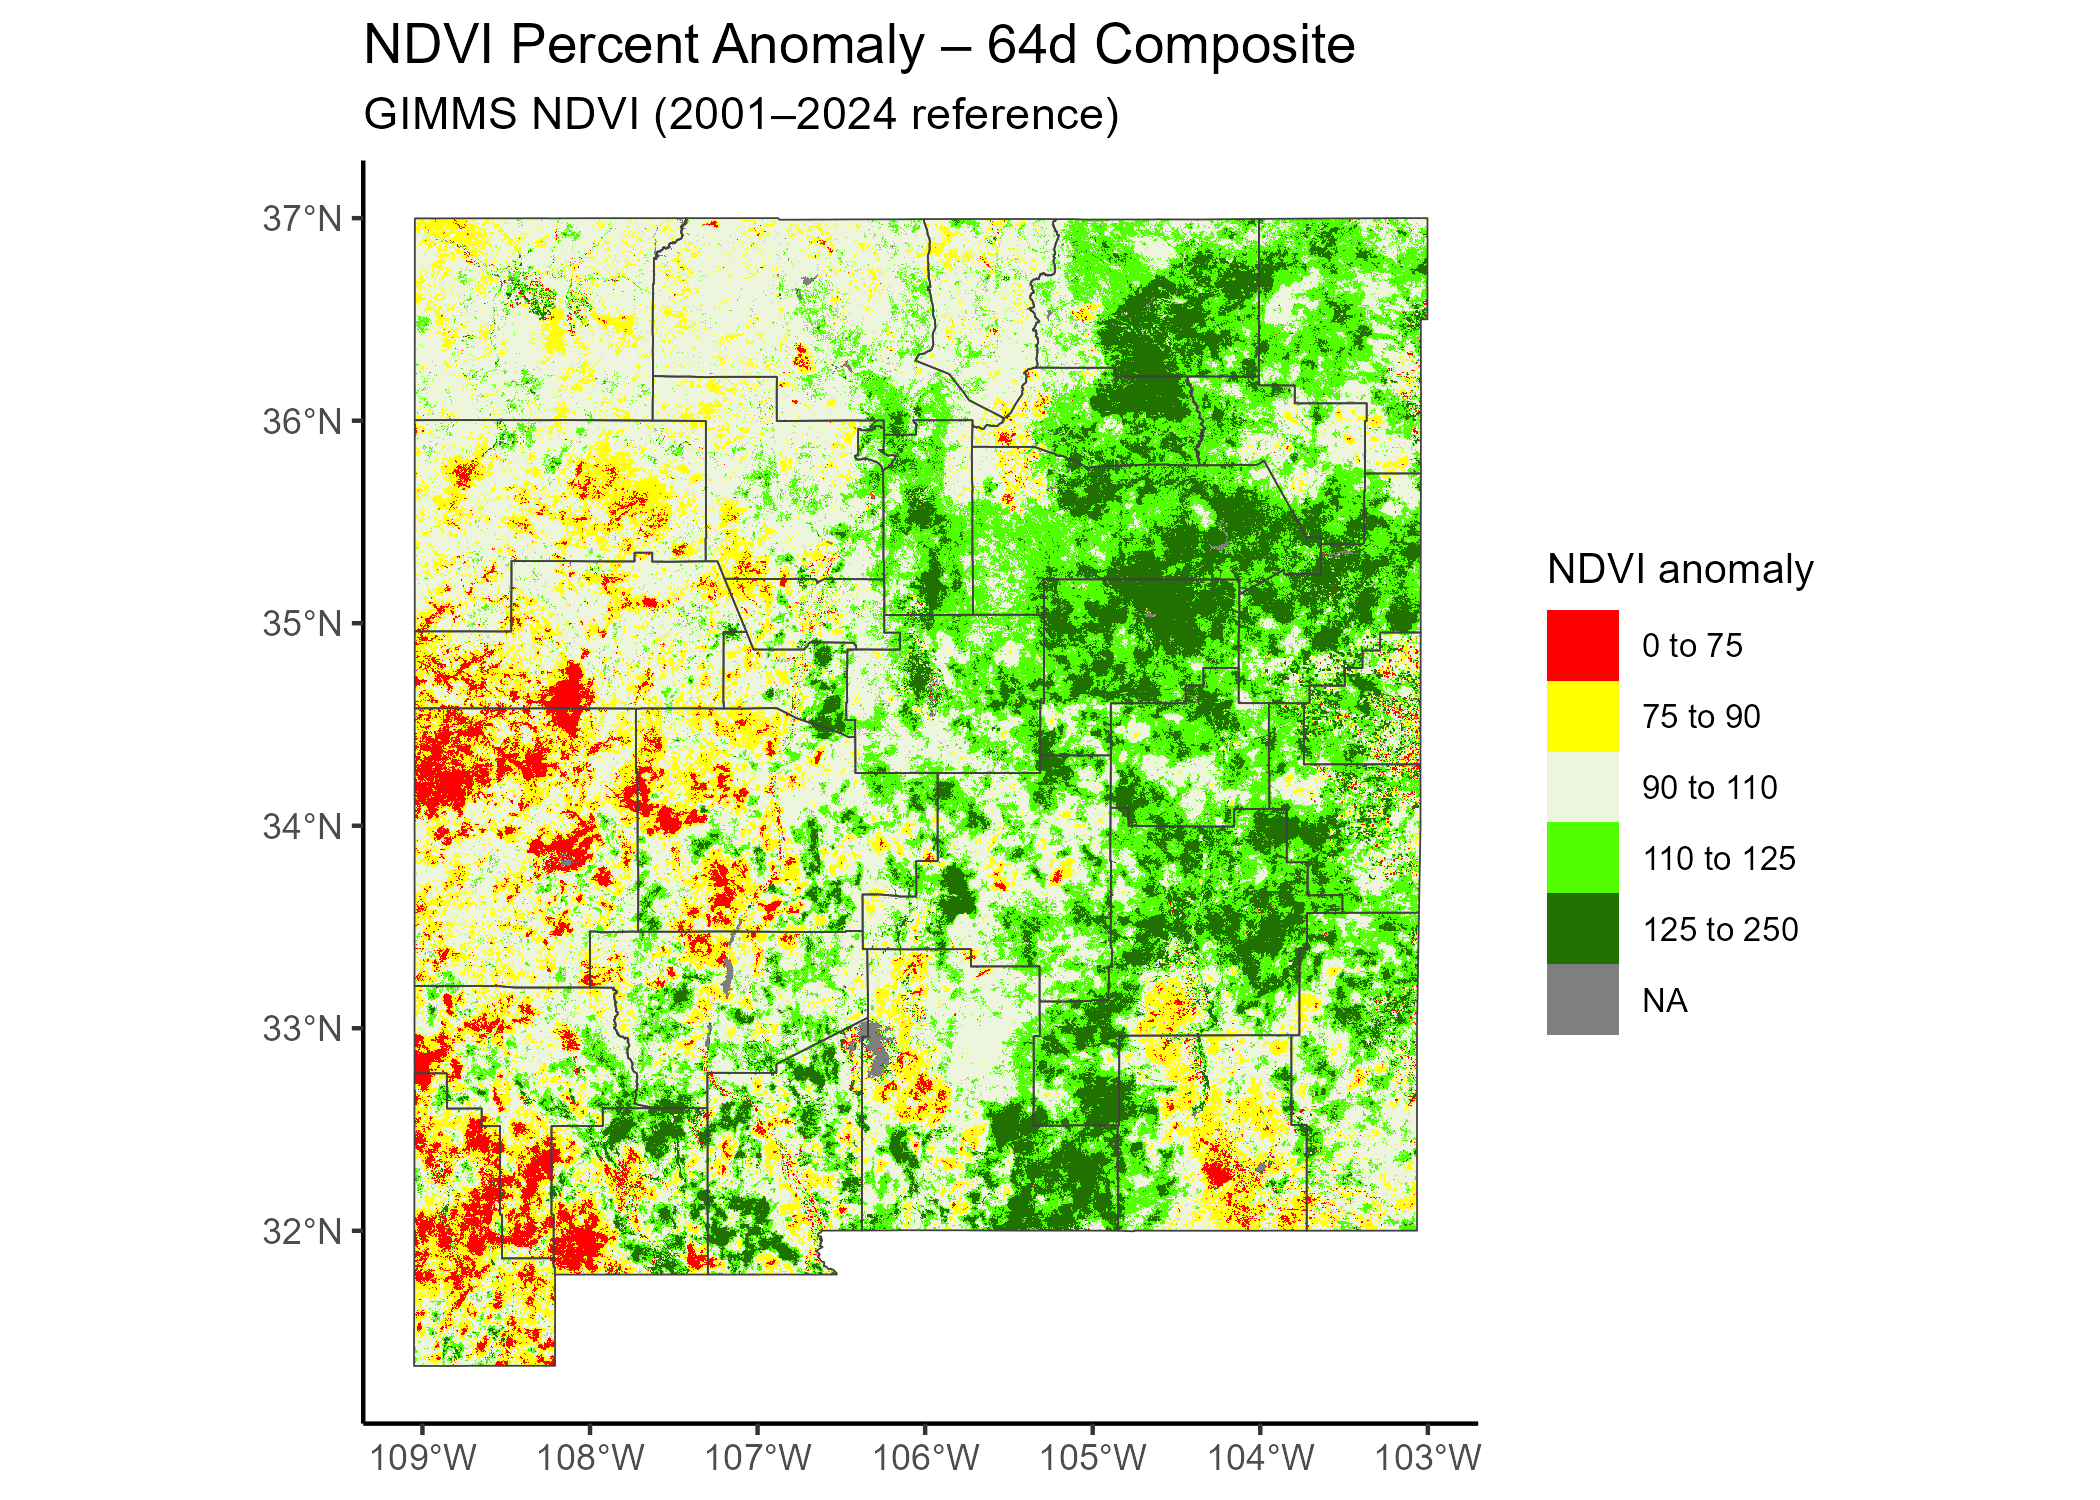 NDVI Percent Anomaly – 64d Composite
GIMMS NDVI (2001–2024 reference)
37°N
36°N
35°N
34°N
33°N
32°N
109°W
108°W
107°W
106°W
105°W
104°W
103°W
NDVI anomaly
0 to 75
75 to 90
90 to 110
110 to 125
125 to 250
NA